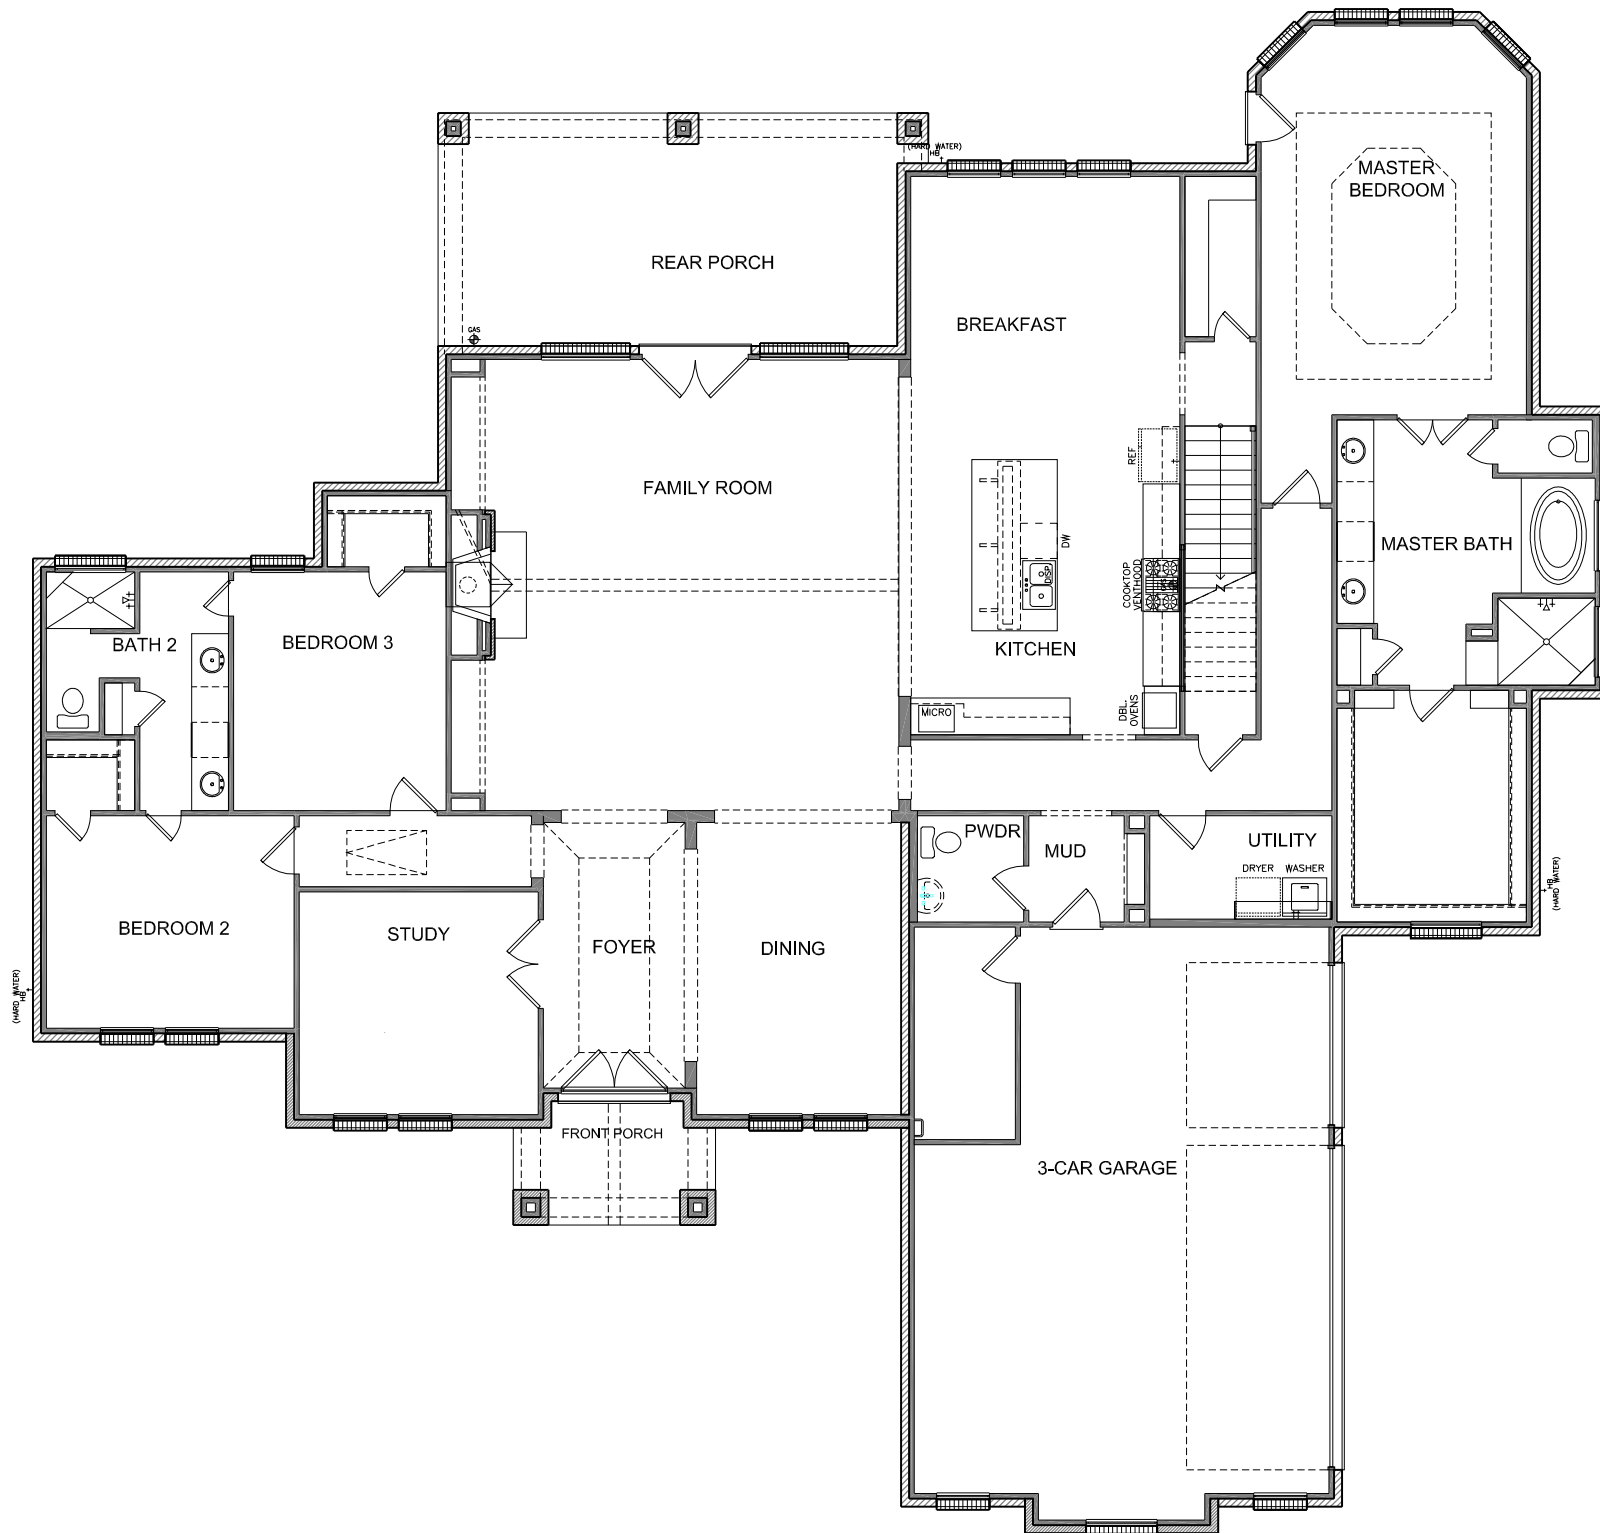 (HARD WATER)
HB
MASTER
BEDROOM
REAR PORCH
GAS
BREAKFAST
REF
FAMILY ROOM
DW
DISP
COOKTOP
VENTHOOD
MASTER BATH
BATH 2
BEDROOM 3
KITCHEN
MICRO
DBL.
OVENS
PWDR
MUD
UTILITY
DRYER
WASHER
HB
(HARD WATER)
BEDROOM 2
STUDY
FOYER
DINING
(HARD WATER)
HB
FRONT PORCH
3-CAR GARAGE